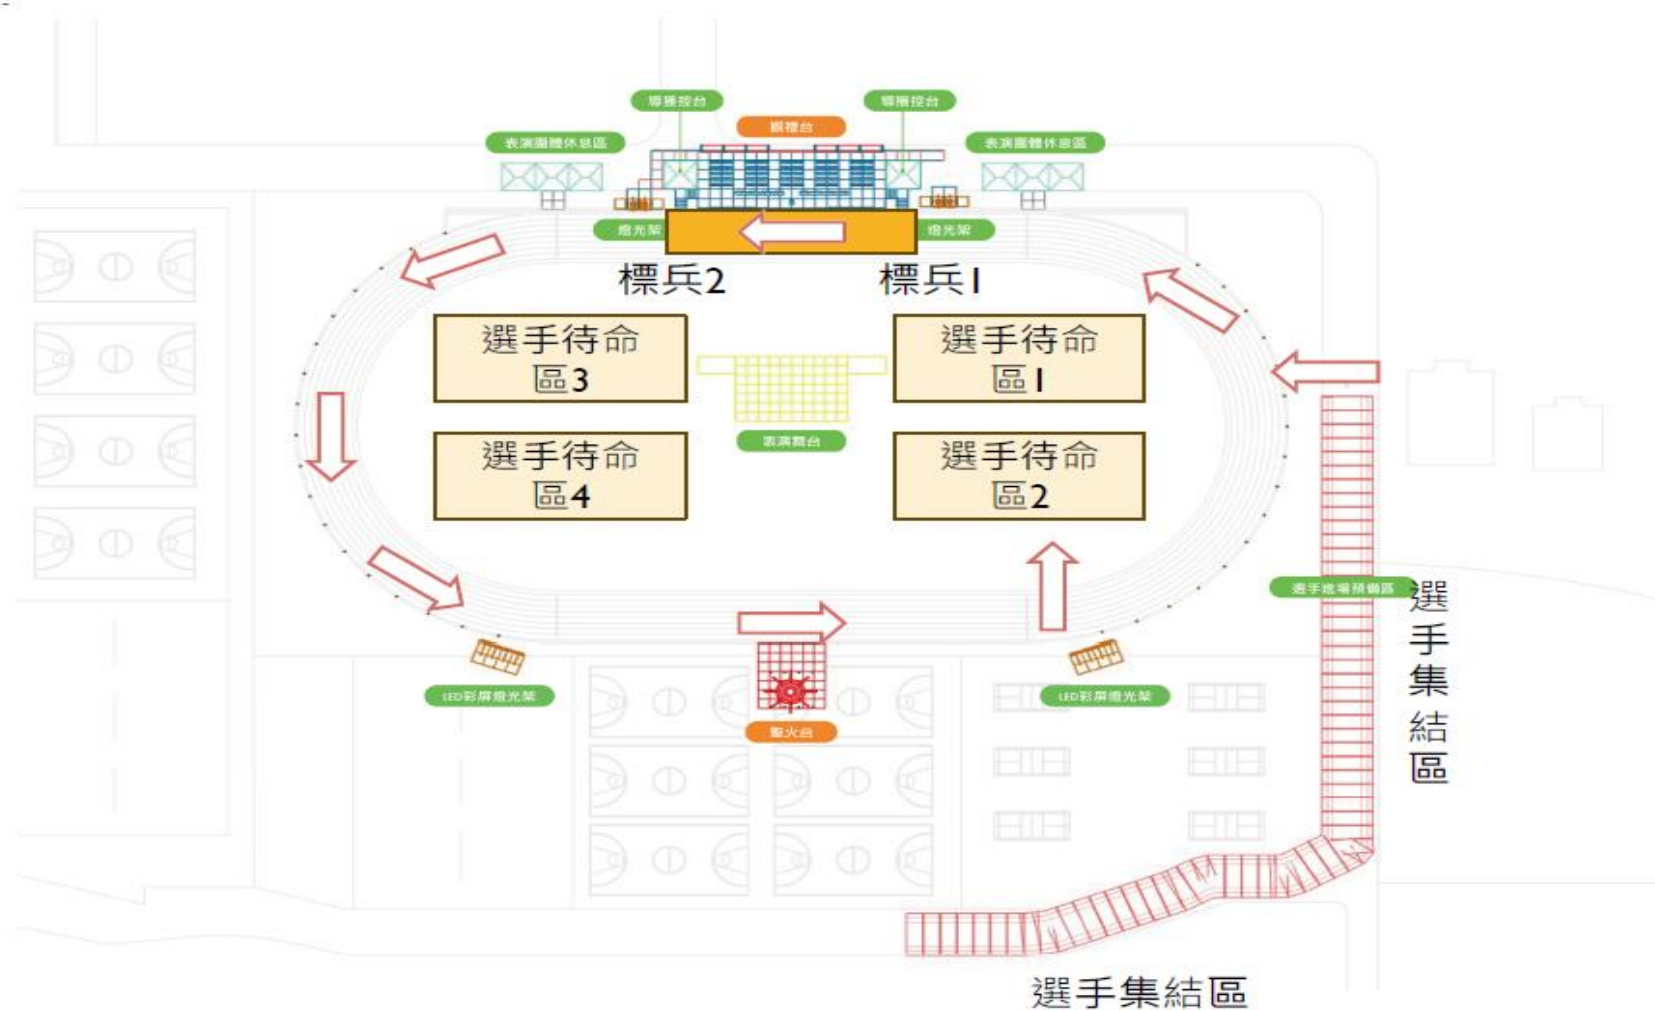 導播控台
導播控台
觀禮台
表演團體休息區
表演團體休息區
燈光架
燈光架
標兵2
標兵1
選手待命
區3
選手待命
區1
表演舞台
選手待命
區4
選手待命
區2
選手進場預備區
選手集結區
LED彩屏燈光架
LED彩屏燈光架
聖火台
選手集結區